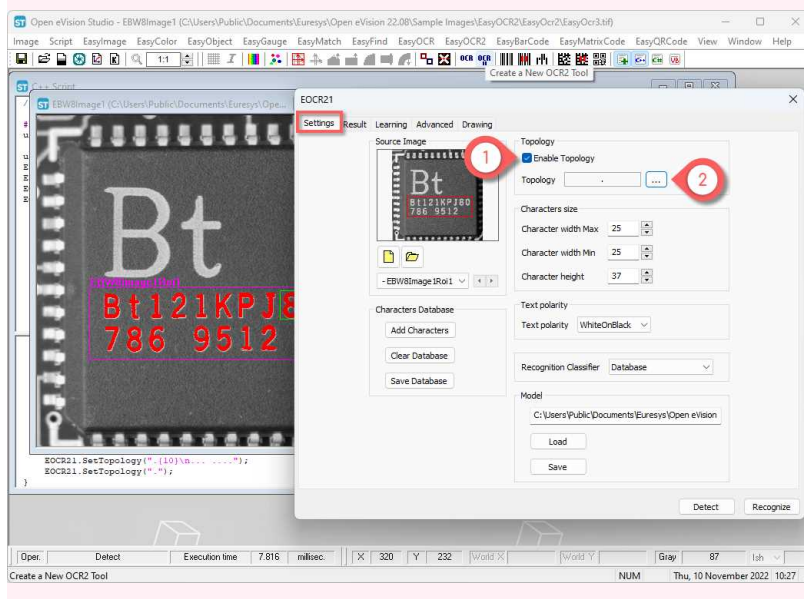 Open eVision Studio - EBW8Image1 (C:\Users\Public\Documents\Euresys\Open eVision 22.08\Sample Images\EasyOCR2\EasyOcr2\EasyOcr3.tif)
Image Script EasyImage EasyColor EasyObject EasyGauge EasyMatch EasyFind EasyOCR EasyOCR2 EasyBarCode EasyMatrixCode EasyQRCode View Window Help
1:1
Create a New OCR2 Tool
C++ Script
EBW8Image1 (C:\Users\Public\Documents\Euresys\Ope...
Bt
EBW8Image1Roi1
Bt121KPJ8
786 9512
EOCR21.SetTopology(".{10}\n... ....");
EOCR21.SetTopology(".");
}
EOCR21
Settings Result Learning Advanced Drawing
Source Image
Bt
Bt121KPJ80
786 9512
- EBW8Image1Roi1
Characters Database
Add Characters
Clear Database
Save Database
Topology
1
Enable Topology
Topology . ...
2
Characters size
Character width Max 25
Character width Min 25
Character height 37
Text polarity
Text polarity WhiteOnBlack
Recognition Classifier Database
Model
C:\Users\Public\Documents\Euresys\Open eVision
Load
Save
Detect Recognize
Oper. Detect Execution time 7.816 millisec. X 320 Y 232 World X World Y Gray 87 lsh
Create a New OCR2 Tool NUM Thu, 10 November 2022 10:27